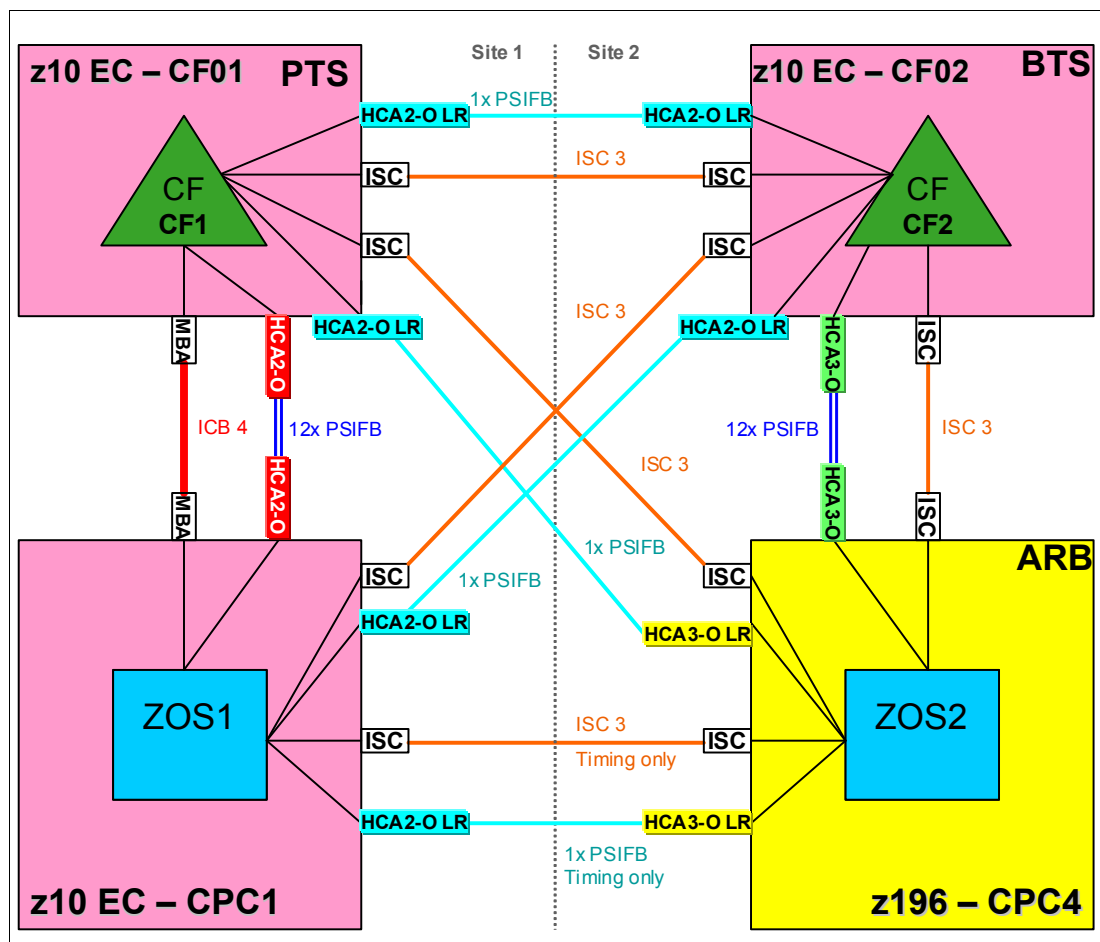 Site 1
Site 2
z10 EC – CF01
PTS
z10 EC – CF02
BTS
HCA2-O LR
1x PSIFB
HCA2-O LR
ISC
ISC 3
ISC
CF
CF1
CF
CF2
ISC
ISC
ISC 3
HCA2-O LR
HCA2-O LR
MBA
HCA2-O
HCA3-O
ISC
ICB 4
12x PSIFB
12x PSIFB
ISC 3
ISC 3
MBA
HCA2-O
HCA3-O
ISC
1x PSIFB
1x PSIFB
ARB
ISC
ISC
HCA2-O LR
HCA3-O LR
ZOS1
ZOS2
ISC
ISC 3
Timing only
ISC
HCA2-O LR
HCA3-O LR
1x PSIFB
Timing only
z10 EC – CPC1
z196 – CPC4